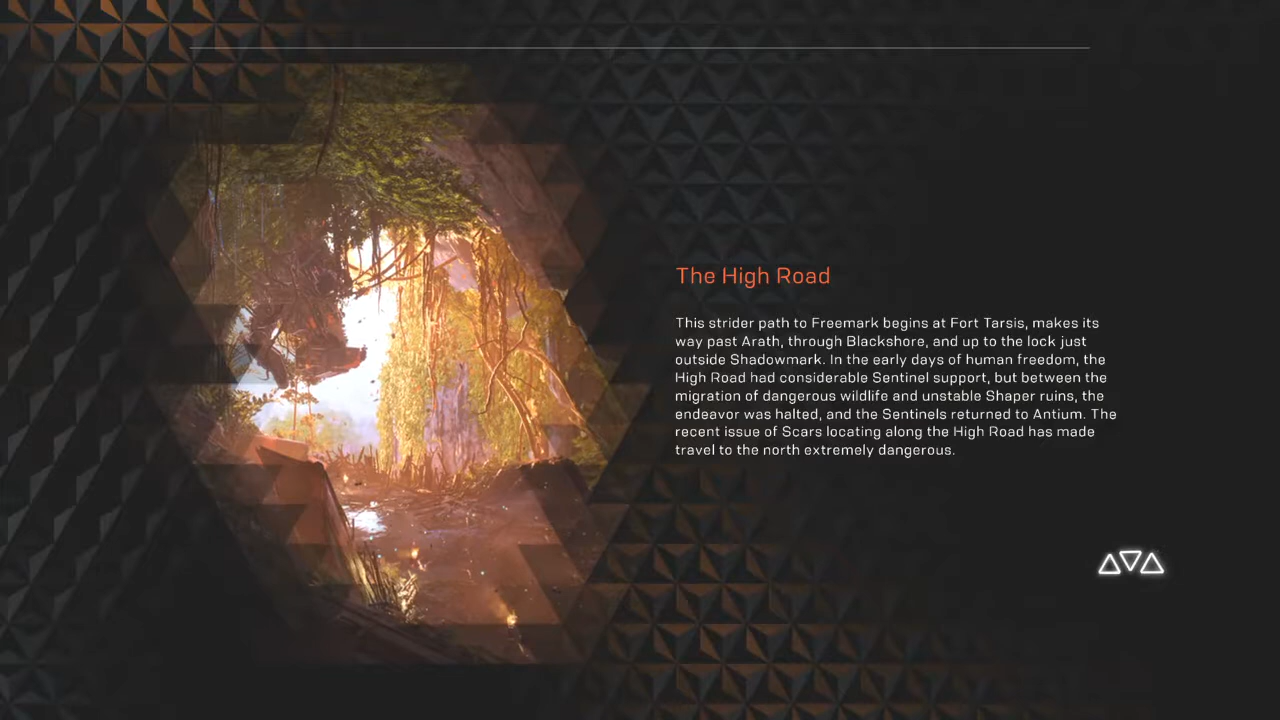 The High Road
This strider path to Freemark begins at Fort Tarsis, makes its
way past Arath, through Blackshore, and up to the lock just
outside Shadowmark. In the early days of human freedom, the
High Road had considerable Sentinel support, but between the
migration of dangerous wildlife and unstable Shaper ruins, the
endeavor was halted, and the Sentinels returned to Antium. The
recent issue of Scars locating along the High Road has made
travel to the north extremely dangerous.